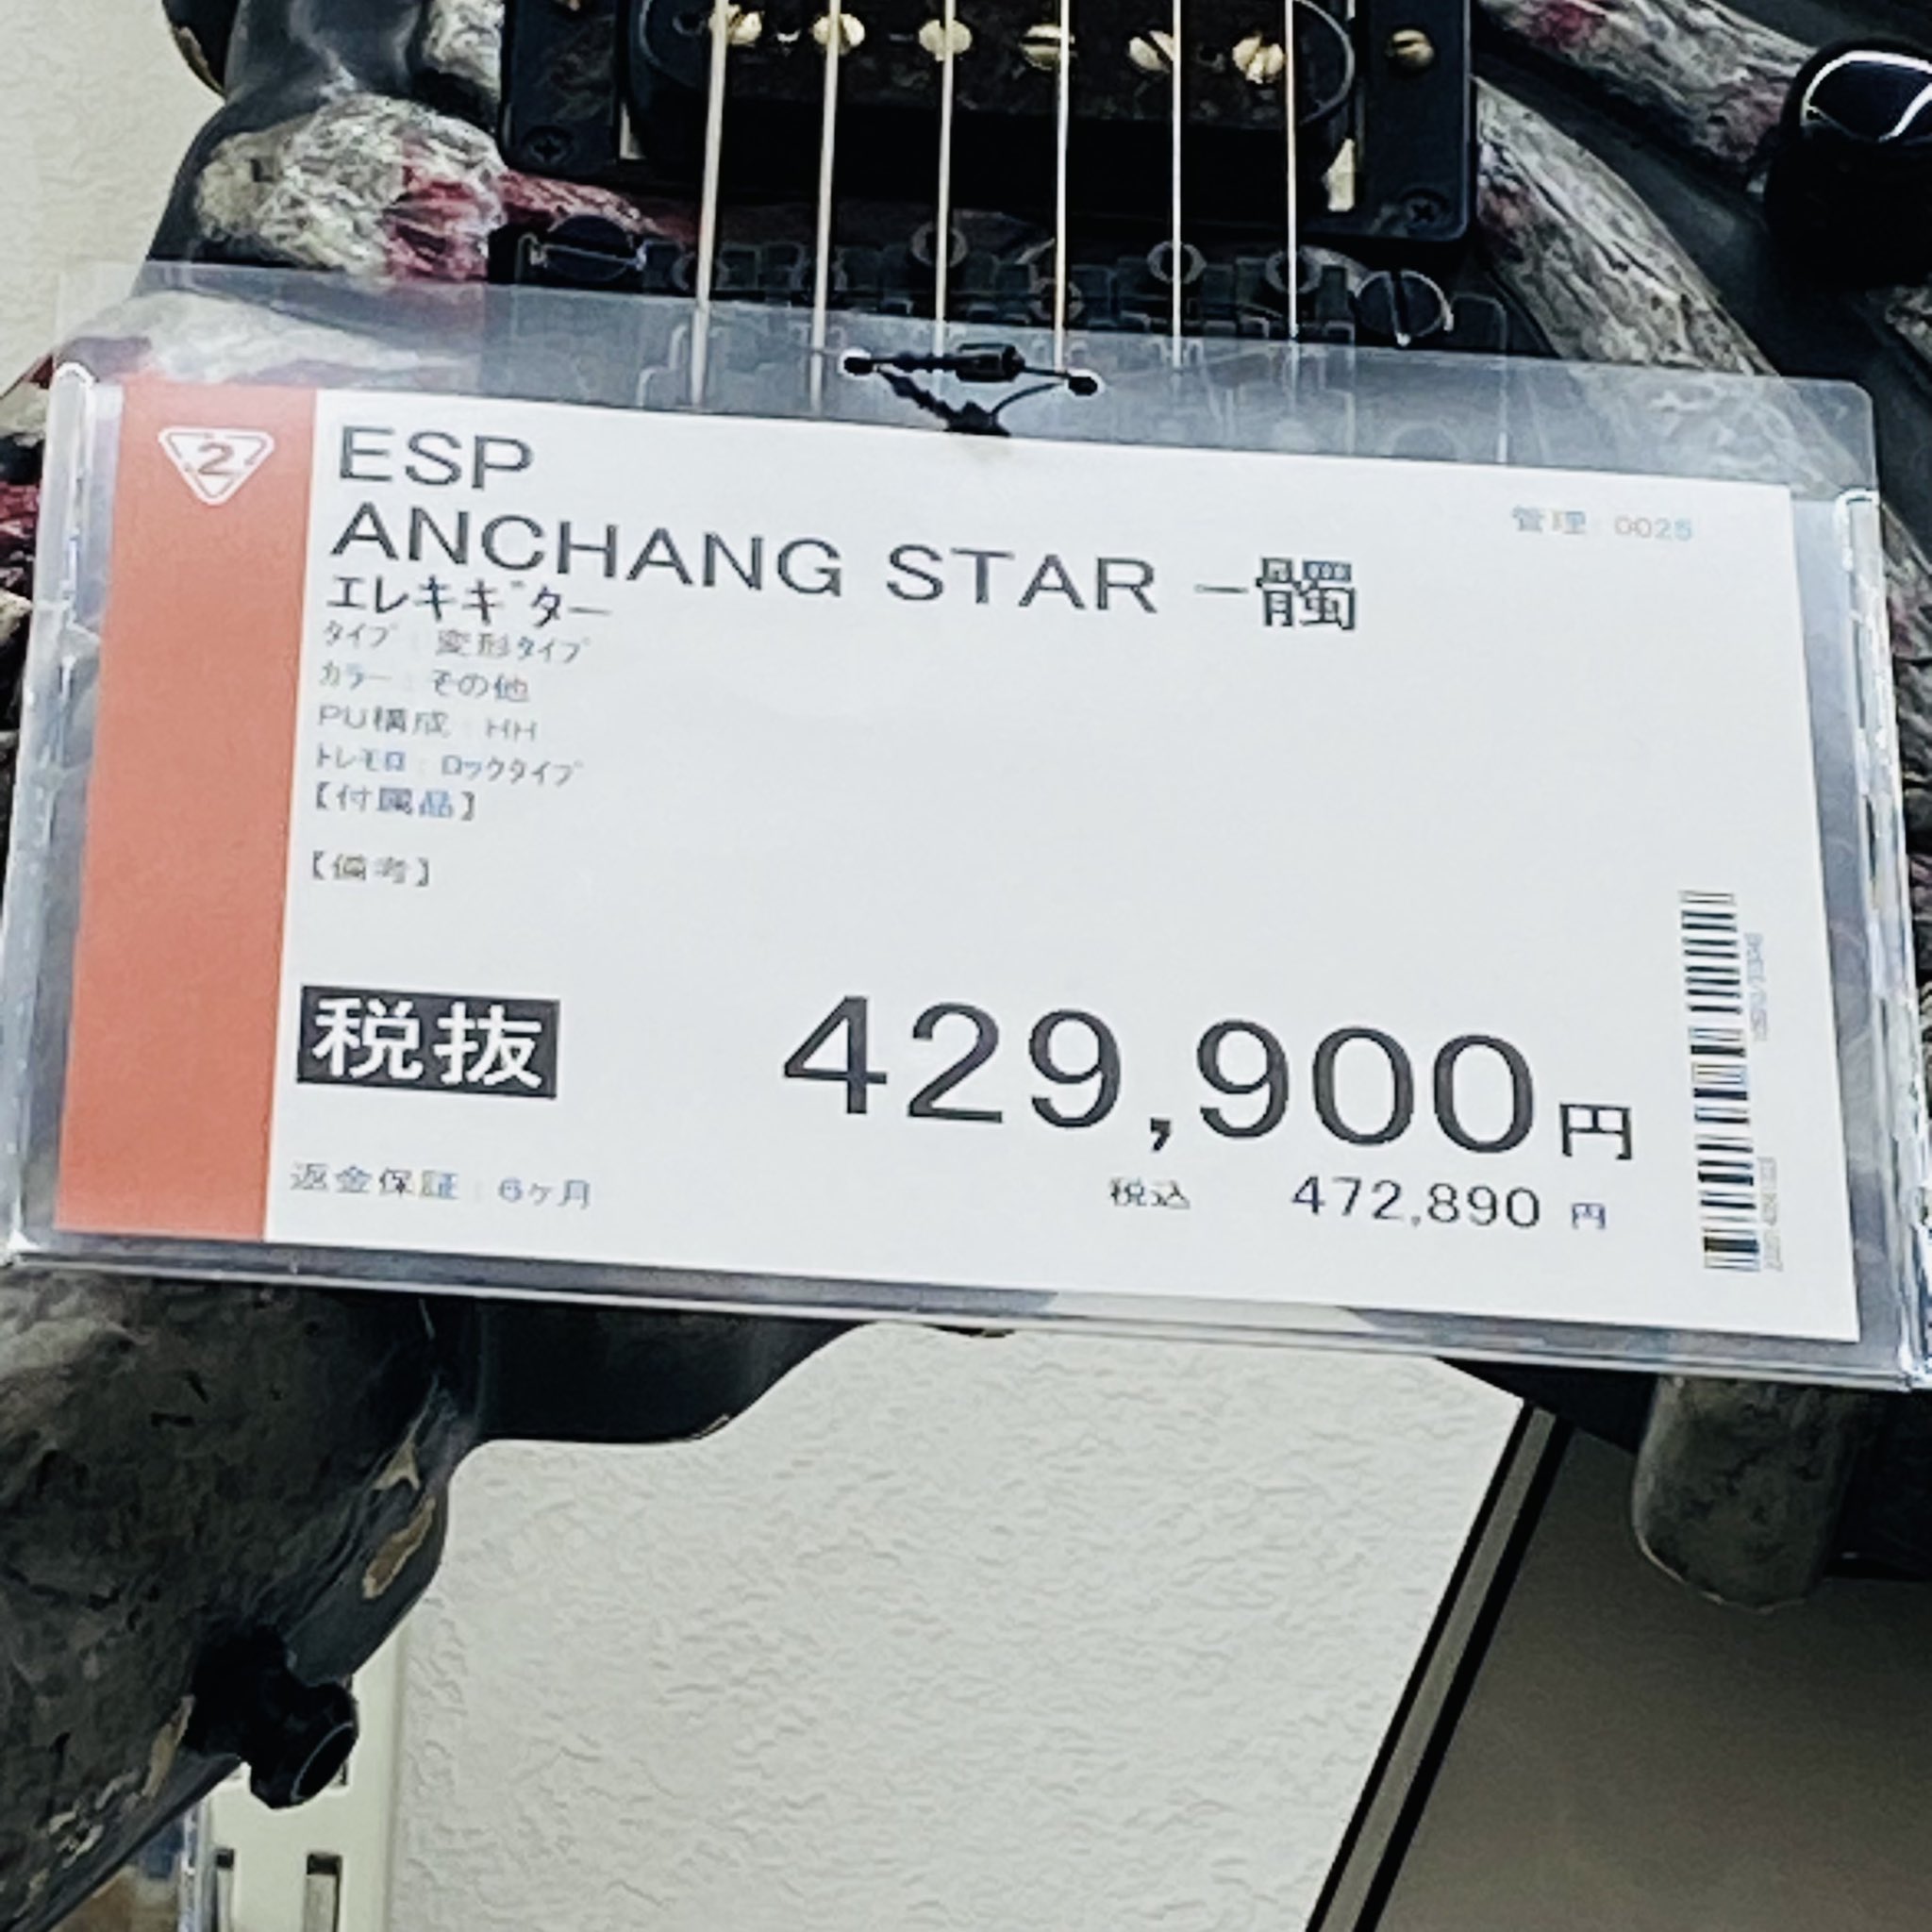 2
ESP
管理 0025
ANCHANG STAR -髑
エレキギター
タイプ : 変形タイプ
カラー : その他
PU構成 : HH
トレモロ : ロックタイプ
【付属品】
【備考】
税抜 429,900円
返金保証 : 6ヶ月 税込 472,890 円